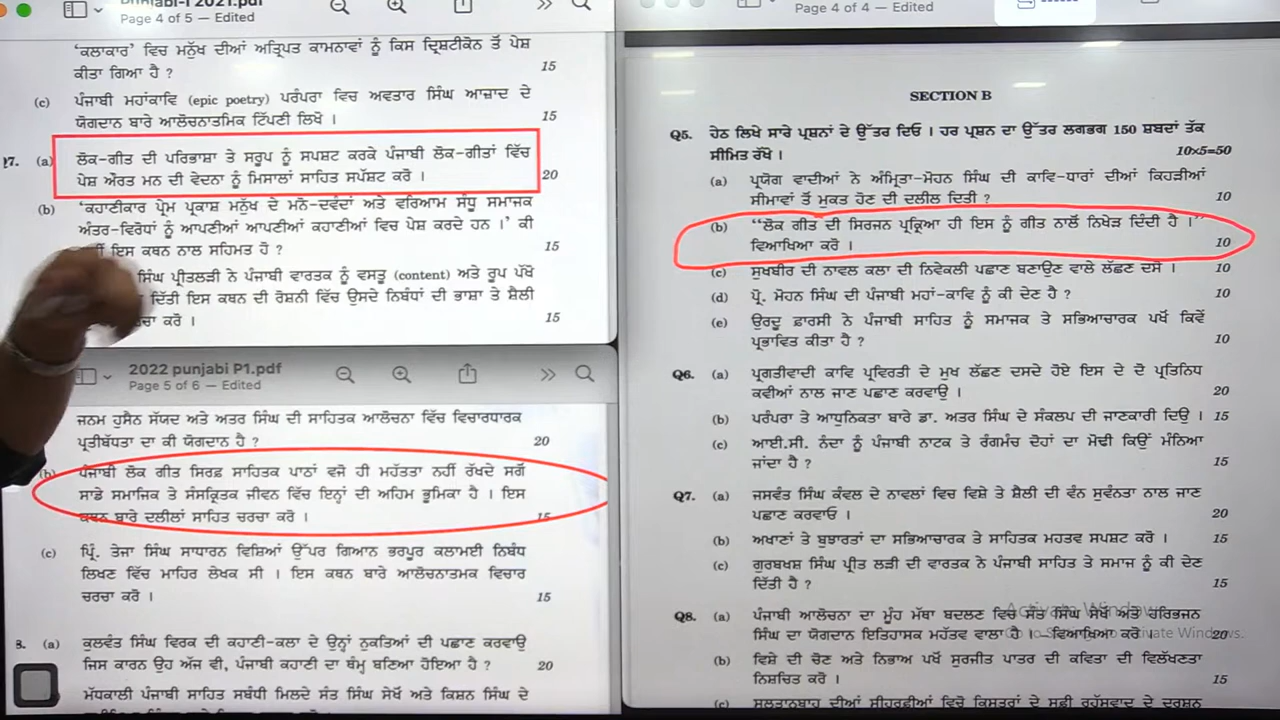 Punjabi-I 2021.pdf
Page 4 of 5 — Edited
'ਕਲਾਕਾਰ' ਵਿਚ ਮਨੁੱਖ ਦੀਆਂ ਅਤ੍ਰਿਪਤ ਕਾਮਨਾਵਾਂ ਨੂੰ ਕਿਸ ਦ੍ਰਿਸ਼ਟੀਕੋਨ ਤੋਂ ਪੇਸ਼
ਕੀਤਾ ਗਿਆ ਹੈ ? 15
(c) ਪੰਜਾਬੀ ਮਹਾਂਕਾਵਿ (epic poetry) ਪਰੰਪਰਾ ਵਿਚ ਅਵਤਾਰ ਸਿੰਘ ਆਜ਼ਾਦ ਦੇ
ਯੋਗਦਾਨ ਬਾਰੇ ਆਲੋਚਨਾਤਮਿਕ ਟਿੱਪਣੀ ਲਿਖੋ । 15
(a) ਲੋਕ-ਗੀਤ ਦੀ ਪਰਿਭਾਸ਼ਾ ਤੇ ਸਰੂਪ ਨੂੰ ਸਪਸ਼ਟ ਕਰਕੇ ਪੰਜਾਬੀ ਲੋਕ-ਗੀਤਾਂ ਵਿੱਚ
ਪੇਸ਼ ਔਰਤ ਮਨ ਦੀ ਵੇਦਨਾ ਨੂੰ ਮਿਸਾਲਾਂ ਸਾਹਿਤ ਸਪੱਸ਼ਟ ਕਰੋ । 20
(b) 'ਕਹਾਣੀਕਾਰ ਪ੍ਰੇਮ ਪ੍ਰਕਾਸ਼ ਮਨੁੱਖ ਦੇ ਮਨੋ-ਦਵੰਦਾਂ ਅਤੇ ਵਰਿਆਮ ਸੰਧੂ ਸਮਾਜਕ
ਅੰਤਰ-ਵਿਰੋਧਾਂ ਨੂੰ ਆਪਣੀਆਂ ਆਪਣੀਆਂ ਕਹਾਣੀਆਂ ਵਿਚ ਪੇਸ਼ ਕਰਦੇ ਹਨ ।' ਕੀ
ਇਸ ਕਥਨ ਨਾਲ ਸਹਿਮਤ ਹੋ ? 15
ਸਿੰਘ ਪ੍ਰੀਤਲੜੀ ਨੇ ਪੰਜਾਬੀ ਵਾਰਤਕ ਨੂੰ ਵਸਤੂ (content) ਅਤੇ ਰੂਪ ਪੱਖੋਂ
ਦਿੱਤੀ ਇਸ ਕਥਨ ਦੀ ਰੋਸ਼ਨੀ ਵਿੱਚ ਉਸਦੇ ਨਿਬੰਧਾਂ ਦੀ ਭਾਸ਼ਾ ਤੇ ਸ਼ੈਲੀ
ਕਰੋ । 15
2022 punjabi P1.pdf
Page 5 of 6 — Edited
ਜਨਮ ਹੁਸੈਨ ਸੱਯਦ ਅਤੇ ਅਤਰ ਸਿੰਘ ਦੀ ਸਾਹਿਤਕ ਆਲੋਚਨਾ ਵਿੱਚ ਵਿਚਾਰਧਾਰਕ
ਪ੍ਰਤੀਬੱਧਤਾ ਦਾ ਕੀ ਯੋਗਦਾਨ ਹੈ ? 20
(b) ਪੰਜਾਬੀ ਲੋਕ ਗੀਤ ਸਿਰਫ਼ ਸਾਹਿਤਕ ਪਾਠਾਂ ਵਜੋਂ ਹੀ ਮਹੱਤਤਾ ਨਹੀਂ ਰੱਖਦੇ ਸਗੋਂ
ਸਾਡੇ ਸਮਾਜਿਕ ਤੇ ਸੰਸਕ੍ਰਿਤਕ ਜੀਵਨ ਵਿੱਚ ਇਨ੍ਹਾਂ ਦੀ ਅਹਿਮ ਭੂਮਿਕਾ ਹੈ । ਇਸ
ਕਥਨ ਬਾਰੇ ਦਲੀਲਾਂ ਸਾਹਿਤ ਚਰਚਾ ਕਰੋ । 15
(c) ਪ੍ਰਿੰ. ਤੇਜਾ ਸਿੰਘ ਸਾਧਾਰਨ ਵਿਸ਼ਿਆਂ ਉੱਪਰ ਗਿਆਨ ਭਰਪੂਰ ਕਲਾਮਈ ਨਿਬੰਧ
ਲਿਖਣ ਵਿੱਚ ਮਾਹਿਰ ਲੇਖਕ ਸੀ । ਇਸ ਕਥਨ ਬਾਰੇ ਆਲੋਚਨਾਤਮਕ ਵਿਚਾਰ
ਚਰਚਾ ਕਰੋ । 15
(a) ਕੁਲਵੰਤ ਸਿੰਘ ਵਿਰਕ ਦੀ ਕਹਾਣੀ-ਕਲਾ ਦੇ ਉਨ੍ਹਾਂ ਨੁਕਤਿਆਂ ਦੀ ਪਛਾਣ ਕਰਵਾਉ
ਜਿਸ ਕਾਰਨ ਉਹ ਅੱਜ ਵੀ, ਪੰਜਾਬੀ ਕਹਾਣੀ ਦਾ ਥੰਮ੍ਹ ਬਣਿਆ ਹੋਇਆ ਹੈ ? 20
ਮੱਧਕਾਲੀ ਪੰਜਾਬੀ ਸਾਹਿਤ ਸਬੰਧੀ ਮਿਲਦੇ ਸੰਤ ਸਿੰਘ ਸੇਖੋਂ ਅਤੇ ਕਿਸ਼ਨ ਸਿੰਘ ਦੇ
Page 4 of 4 — Edited
SECTION B
Q5. ਹੇਠ ਲਿਖੇ ਸਾਰੇ ਪ੍ਰਸ਼ਨਾਂ ਦੇ ਉੱਤਰ ਦਿਓ । ਹਰ ਪ੍ਰਸ਼ਨ ਦਾ ਉੱਤਰ ਲਗਭਗ 150 ਸ਼ਬਦਾਂ ਤੱਕ
ਸੀਮਿਤ ਰੱਖੋ । 10x5=50
(a) ਪ੍ਰਯੋਗ ਵਾਦੀਆਂ ਨੇ ਅੰਮ੍ਰਿਤਾ-ਮੋਹਨ ਸਿੰਘ ਦੀ ਕਾਵਿ-ਧਾਰਾਂ ਦੀਆਂ ਕਿਹੜੀਆਂ
ਸੀਮਾਵਾਂ ਤੋਂ ਮੁਕਤ ਹੋਣ ਦੀ ਦਲੀਲ ਦਿਤੀ ? 10
(b) "ਲੋਕ ਗੀਤ ਦੀ ਸਿਰਜਨ ਪ੍ਰਕ੍ਰਿਆ ਹੀ ਇਸ ਨੂੰ ਗੀਤ ਨਾਲੋਂ ਨਿਖੇੜ ਦਿੰਦੀ ਹੈ ।"
ਵਿਆਖਿਆ ਕਰੋ । 10
(c) ਸੁਖਬੀਰ ਦੀ ਨਾਵਲ ਕਲਾ ਦੀ ਨਿਵੇਕਲੀ ਪਛਾਣ ਬਣਾਉਣ ਵਾਲੇ ਲੱਛਣ ਦਸੋ । 10
(d) ਪ੍ਰੋ. ਮੋਹਨ ਸਿੰਘ ਦੀ ਪੰਜਾਬੀ ਮਹਾਂ-ਕਾਵਿ ਨੂੰ ਕੀ ਦੇਣ ਹੈ ? 10
(e) ਉਰਦੂ ਫ਼ਾਰਸੀ ਨੇ ਪੰਜਾਬੀ ਸਾਹਿਤ ਨੂੰ ਸਮਾਜਕ ਤੇ ਸਭਿਆਚਾਰਕ ਪਖੋਂ ਕਿਵੇਂ
ਪ੍ਰਭਾਵਿਤ ਕੀਤਾ ਹੈ ? 10
Q6. (a) ਪ੍ਰਗਤੀਵਾਦੀ ਕਾਵਿ ਪ੍ਰਵਿਰਤੀ ਦੇ ਮੁਖ ਲੱਛਣ ਦਸਦੇ ਹੋਏ ਇਸ ਦੇ ਦੋ ਪ੍ਰਤਿਨਿਧ
ਕਵੀਆਂ ਨਾਲ ਜਾਣ ਪਛਾਣ ਕਰਵਾਉ । 20
(b) ਪਰੰਪਰਾ ਤੇ ਆਧੁਨਿਕਤਾ ਬਾਰੇ ਡਾ. ਅਤਰ ਸਿੰਘ ਦੇ ਸੰਕਲਪ ਦੀ ਜਾਣਕਾਰੀ ਦਿਉ । 15
(c) ਆਈ.ਸੀ. ਨੰਦਾ ਨੂੰ ਪੰਜਾਬੀ ਨਾਟਕ ਤੇ ਰੰਗਮੰਚ ਦੋਹਾਂ ਦਾ ਮੋਢੀ ਕਿਉਂ ਮੰਨਿਆ
ਜਾਂਦਾ ਹੈ ? 15
Q7. (a) ਜਸਵੰਤ ਸਿੰਘ ਕੰਵਲ ਦੇ ਨਾਵਲਾਂ ਵਿਚ ਵਿਸ਼ੇ ਤੇ ਸ਼ੈਲੀ ਦੀ ਵੰਨ ਸੁਵੰਨਤਾ ਨਾਲ ਜਾਣ
ਪਛਾਣ ਕਰਵਾਓ । 20
(b) ਅਖਾਣਾਂ ਤੇ ਬੁਝਾਰਤਾਂ ਦਾ ਸਭਿਆਚਾਰਕ ਤੇ ਸਾਹਿਤਕ ਮਹਤਵ ਸਪਸ਼ਟ ਕਰੋ । 15
(c) ਗੁਰਬਖਸ਼ ਸਿੰਘ ਪ੍ਰੀਤ ਲੜੀ ਦੀ ਵਾਰਤਕ ਨੇ ਪੰਜਾਬੀ ਸਾਹਿਤ ਤੇ ਸਮਾਜ ਨੂੰ ਕੀ ਦੇਣ
ਦਿੱਤੀ ਹੈ ? 15
Q8. (a) ਪੰਜਾਬੀ ਆਲੋਚਨਾ ਦਾ ਮੂੰਹ ਮੱਥਾ ਬਦਲਣ ਵਿਚ ਸੰਤ ਸਿੰਘ ਸੇਖੋਂ ਅਤੇ ਹਰਿਭਜਨ
ਸਿੰਘ ਦਾ ਯੋਗਦਾਨ ਇਤਿਹਾਸਕ ਮਹੱਤਵ ਵਾਲਾ ਹੈ । ਵਿਆਖਿਆ ਕਰੋ । 20
(b) ਵਿਸ਼ੇ ਦੀ ਚੋਣ ਅਤੇ ਨਿਭਾਅ ਪਖੋਂ ਸੁਰਜੀਤ ਪਾਤਰ ਦੀ ਕਵਿਤਾ ਦੀ ਵਿਲੱਖਣਤਾ
ਨਿਸ਼ਚਿਤ ਕਰੋ । 15
Activate Windows